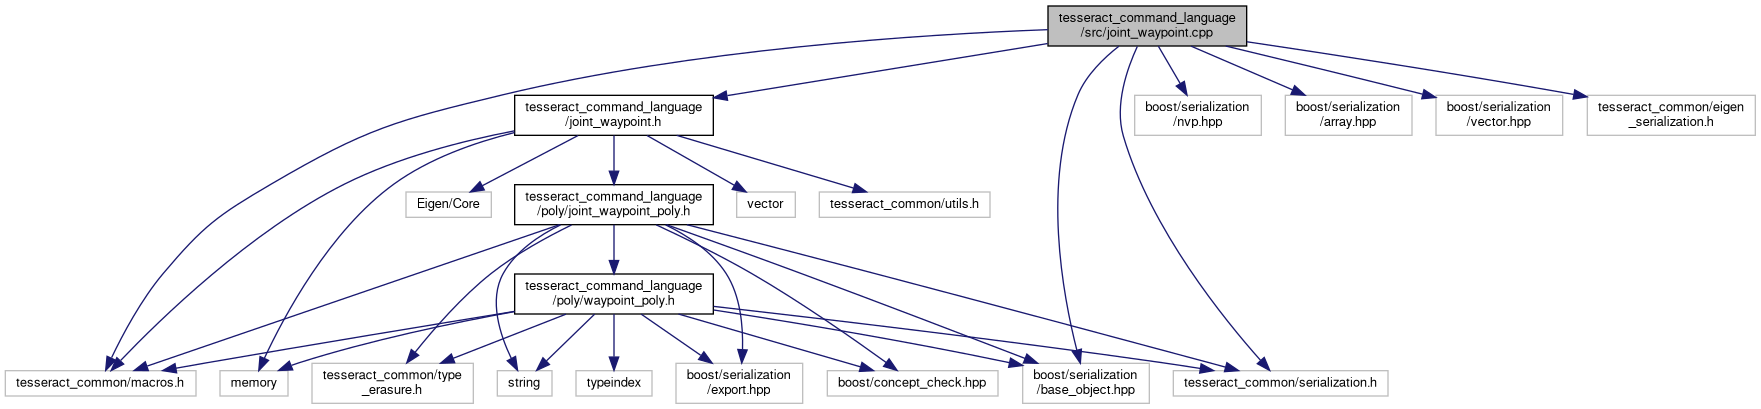 tesseract_command_language
/src/joint_waypoint.cpp
tesseract_command_language
/joint_waypoint.h
boost/serialization
/nvp.hpp
boost/serialization
/array.hpp
boost/serialization
/vector.hpp
tesseract_common/eigen
_serialization.h
Eigen/Core
tesseract_command_language
/poly/joint_waypoint_poly.h
vector
tesseract_common/utils.h
tesseract_command_language
/poly/waypoint_poly.h
tesseract_common/macros.h
memory
tesseract_common/type
_erasure.h
string
typeindex
boost/serialization
/export.hpp
boost/concept_check.hpp
boost/serialization
/base_object.hpp
tesseract_common/serialization.h